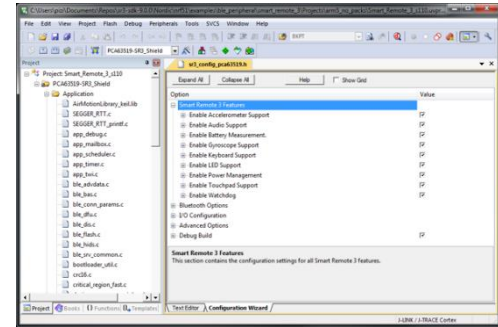 File Edit View Project Flash Debug Peripherals Tools SVCS Window Help
PCA63519-SR3_Shield
Project
sr3_config_pca63519.h
Project: Smart_Remote_3_s110
PCA63519-SR3_Shield
Application
AirMotionLibrary_keil.lib
SEGGER_RTT.c
SEGGER_RTT_printf.c
app_debug.c
app_mailbox.c
app_scheduler.c
app_timer.c
app_twi.c
ble_advdata.c
ble_bas.c
ble_conn_params.c
ble_dfu.c
ble_dis.c
ble_flash.c
ble_hids.c
ble_srv_common.c
bootloader_util.c
crc16.c
critical_region_fast.c
Project Books Functions Templates
Expand All Collapse All Help Show Grid
Option Value
Smart Remote 3 Features
Enable Accelerometer Support
Enable Audio Support
Enable Battery Measurement.
Enable Gyroscope Support
Enable Keyboard Support
Enable LED Support
Enable Power Management
Enable Touchpad Support
Enable Watchdog
Bluetooth Options
I/O Configuration
Advanced Options
Debug Build
Smart Remote 3 Features
This section contains the configuration settings for all Smart Remote 3 features.
Text Editor Configuration Wizard
J-LINK / J-TRACE Cortex